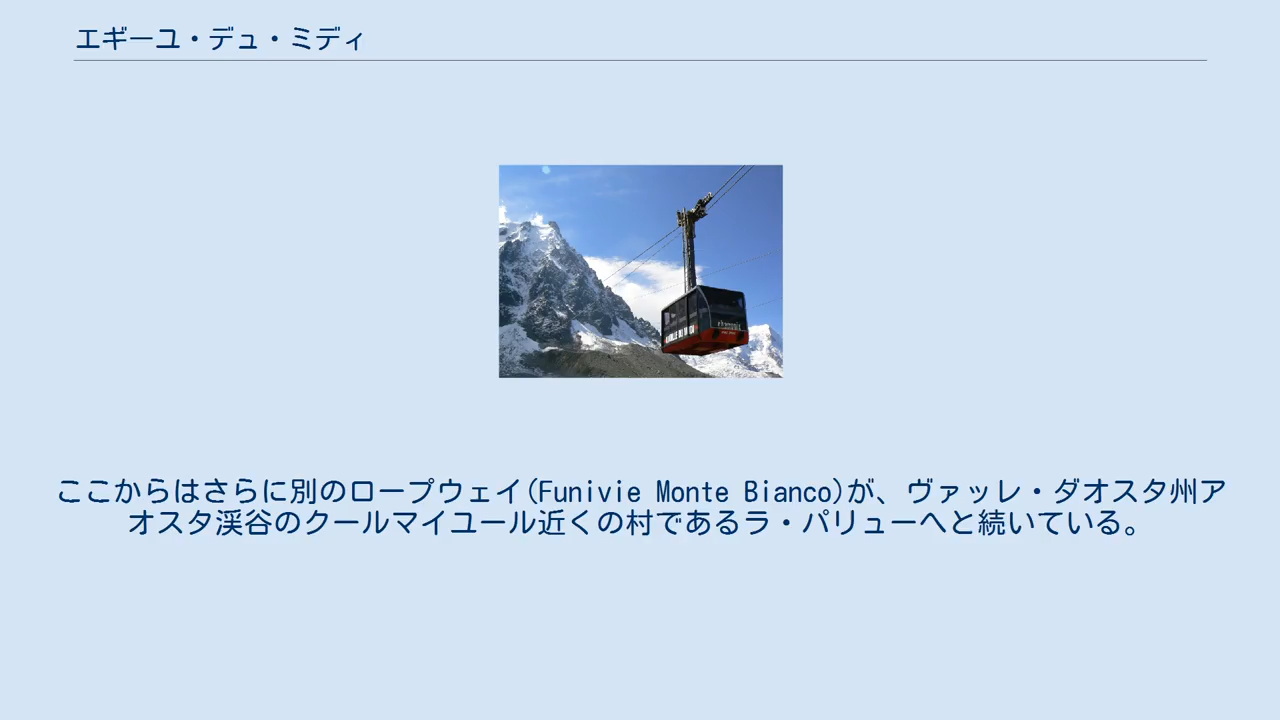 エギーユ・デュ・ミディ
ここからはさらに別のロープウェイ(Funivie Monte Bianco)が、ヴァッレ・ダオスタ州ア
オスタ渓谷のクールマイユール近くの村であるラ・パリューへと続いている。